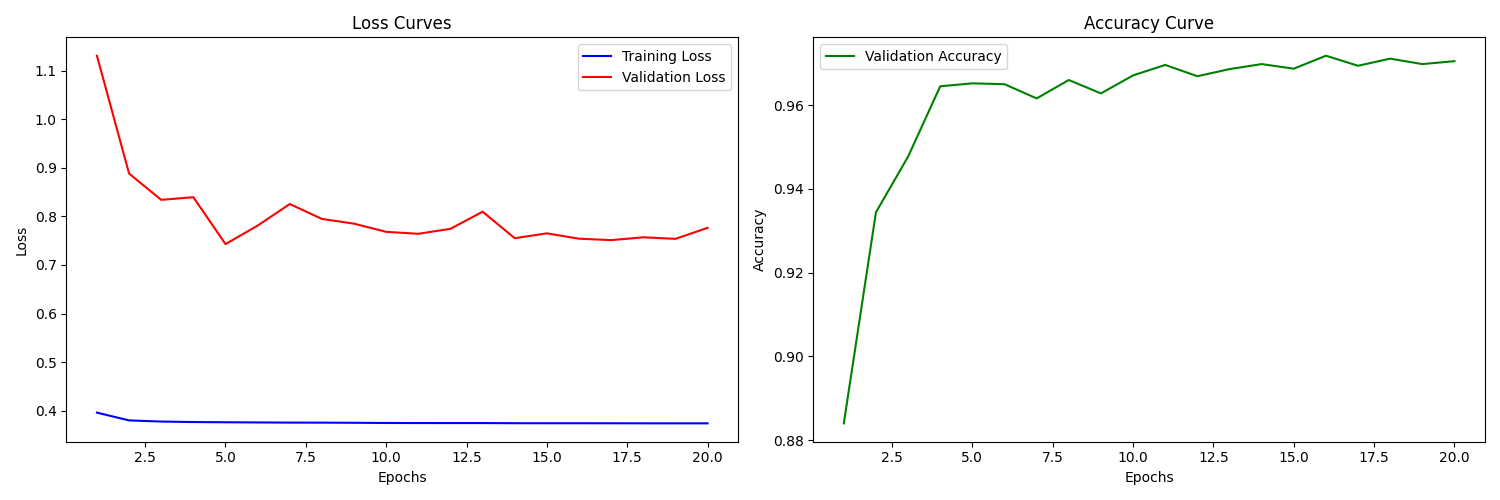 Loss Curves
Training Loss
Validation Loss
1.1
1.0
0.9
0.8
0.7
0.6
0.5
0.4
Loss
2.5 5.0 7.5 10.0 12.5 15.0 17.5 20.0
Epochs
Accuracy Curve
Validation Accuracy
0.96
0.94
0.92
0.90
0.88
Accuracy
2.5 5.0 7.5 10.0 12.5 15.0 17.5 20.0
Epochs